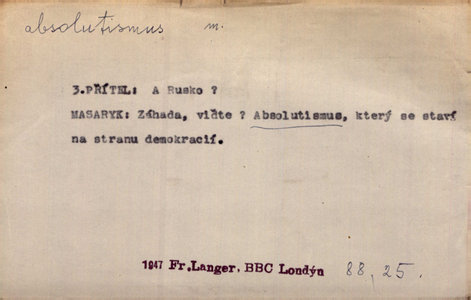 absolutismus m.
3.PŘÍTEL: A Rusko ?
MASARYK: Záhada, viďte ? Absolutismus, který se staví
na stranu demokracií.
1947 Fr.Langer, BBC Londýn 88, 25.